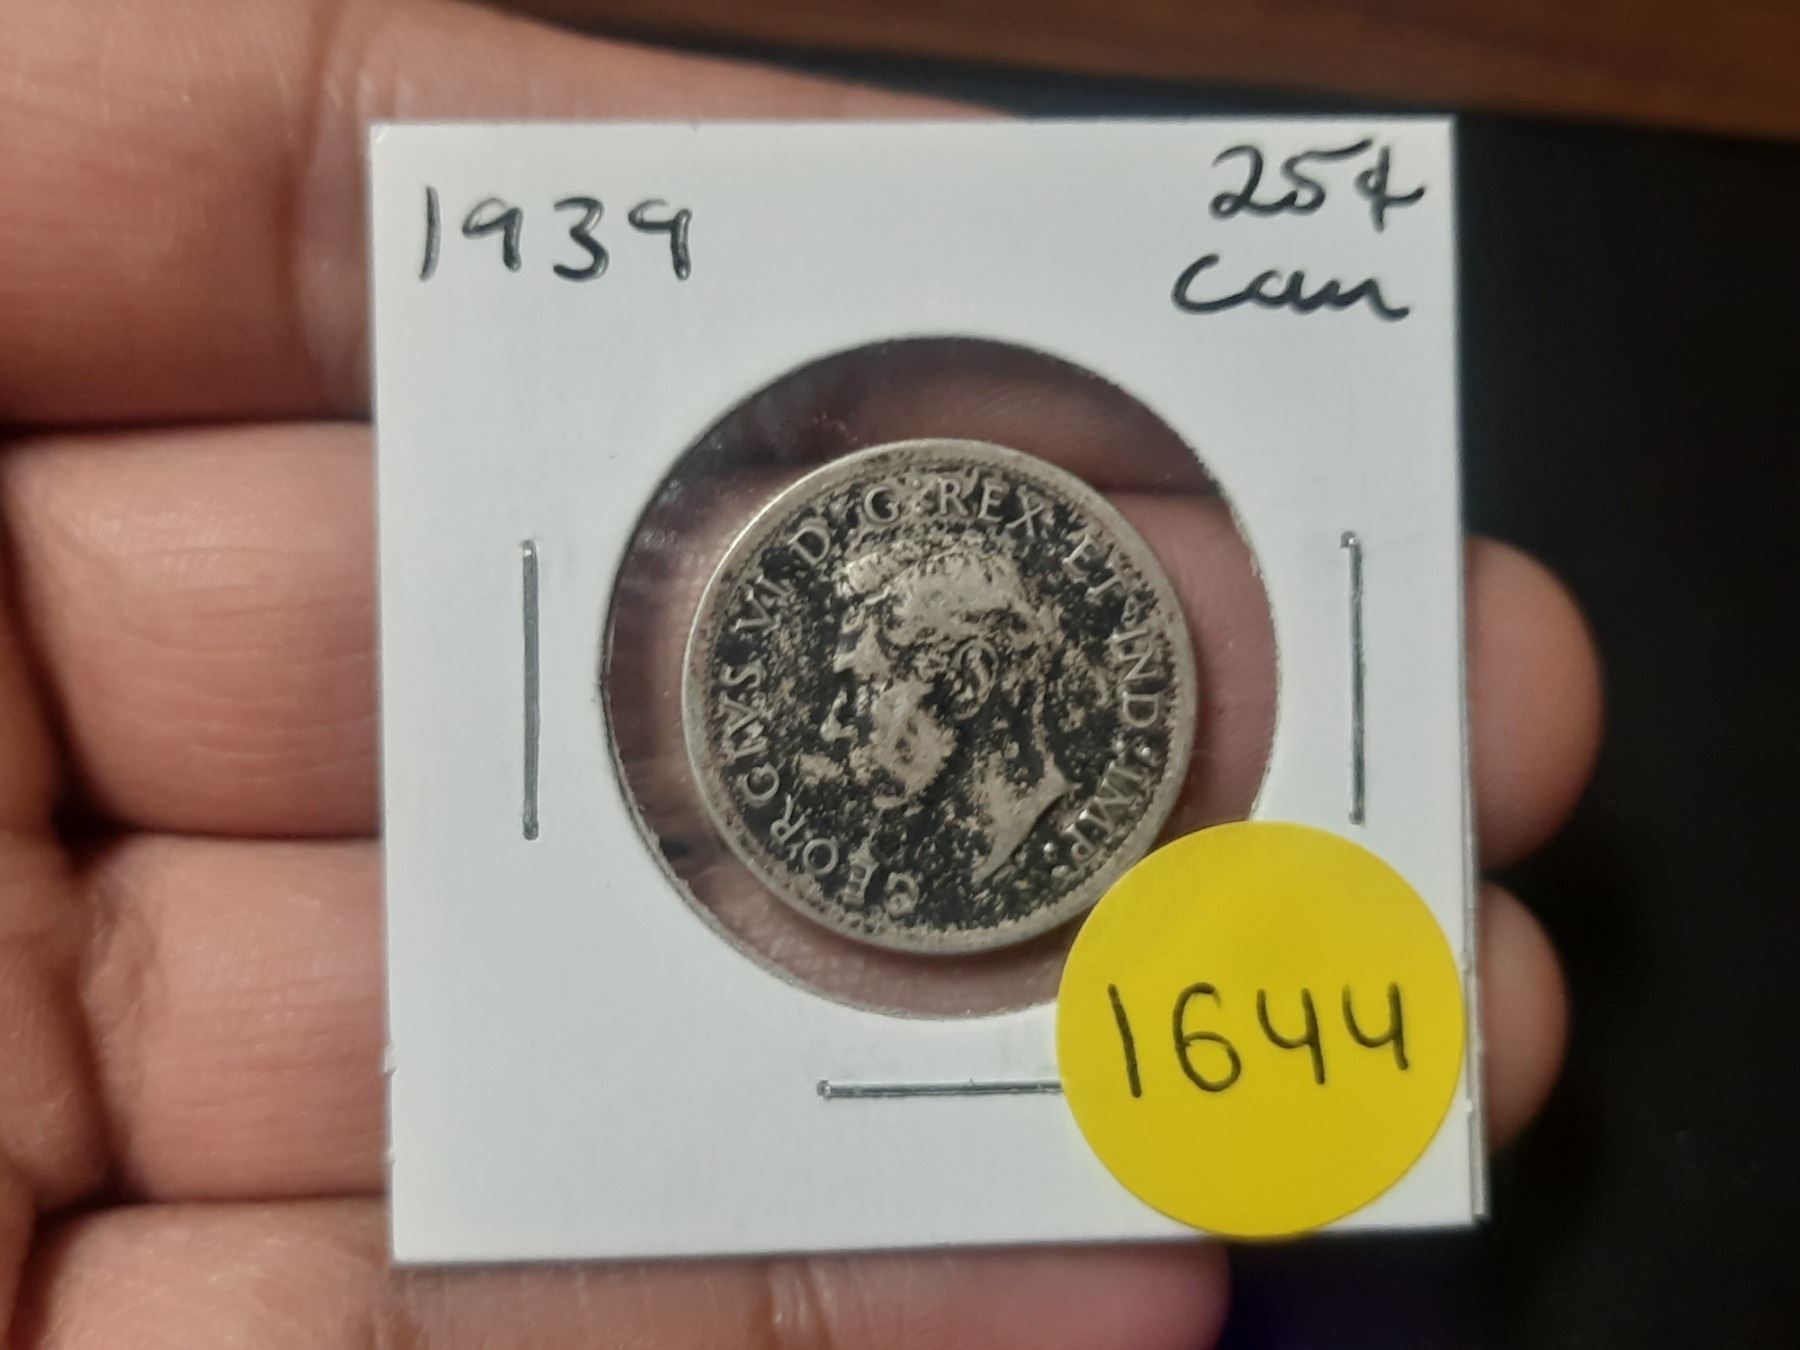 1939
25¢
Can
GEORGIVS VI D:G:REX ET IND:IMP:
1644